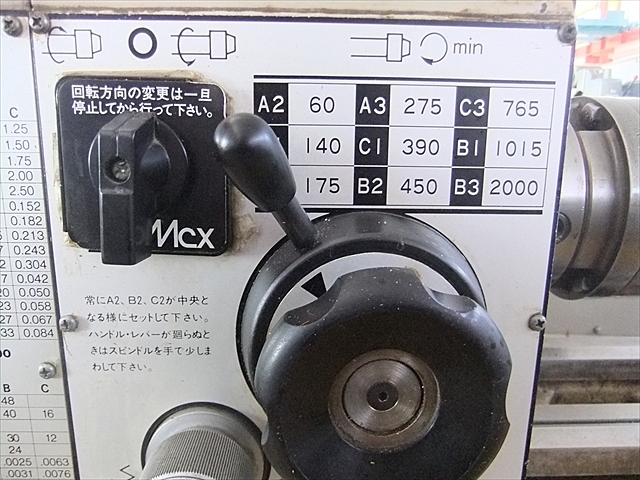 min
回転方向の変更は一旦
停止してから行って下さい。
Mcx
A2 60 A3 275 C3 765
140 C1 390 B1 1015
175 B2 450 B3 2000
常にA2、B2、C2が中央と
なる様にセットして下さい。
ハンドル・レバーが廻らぬと
きはスピンドルを手で少しま
わして下さい。
C
1.25
1.50
1.75
2.00
2.50
0.152
0.182
0.213
0.243
0.304
0.042
0.050
0.058
0.067
0.084
B C
48
40 16
30 12
24
.0025 .0063
.0031 .0076